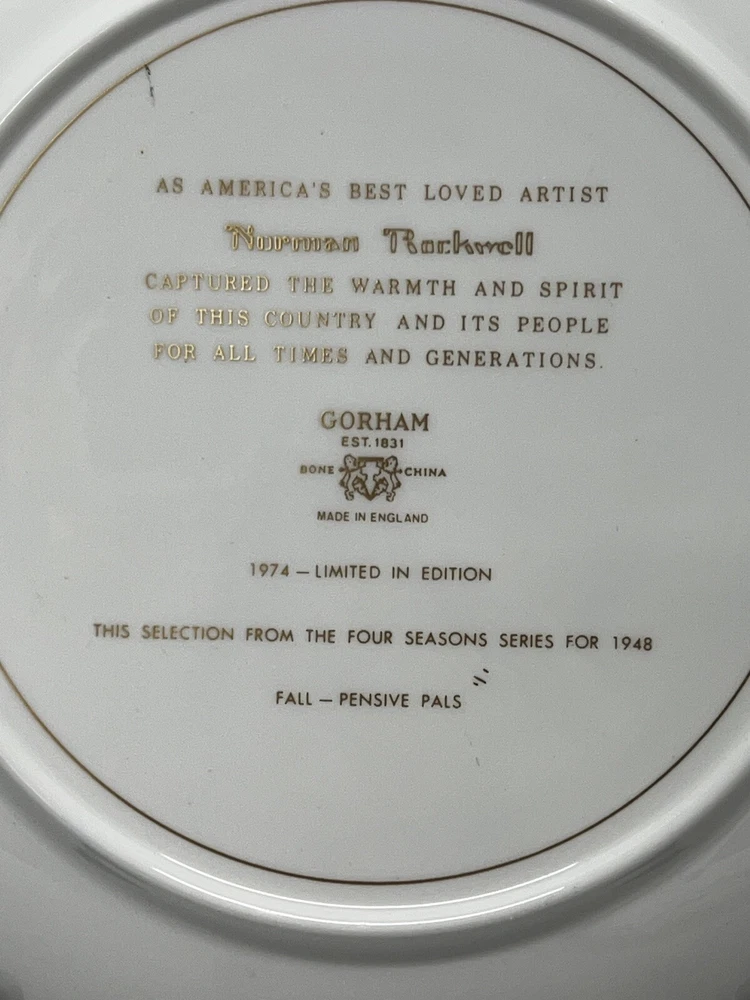 AS AMERICA'S BEST LOVED ARTIST
Norman Rockwell
CAPTURED THE WARMTH AND SPIRIT
OF THIS COUNTRY AND ITS PEOPLE
FOR ALL TIMES AND GENERATIONS.
GORHAM
EST. 1831
BONE CHINA
MADE IN ENGLAND
1974 — LIMITED IN EDITION
THIS SELECTION FROM THE FOUR SEASONS SERIES FOR 1948
FALL — PENSIVE PALS